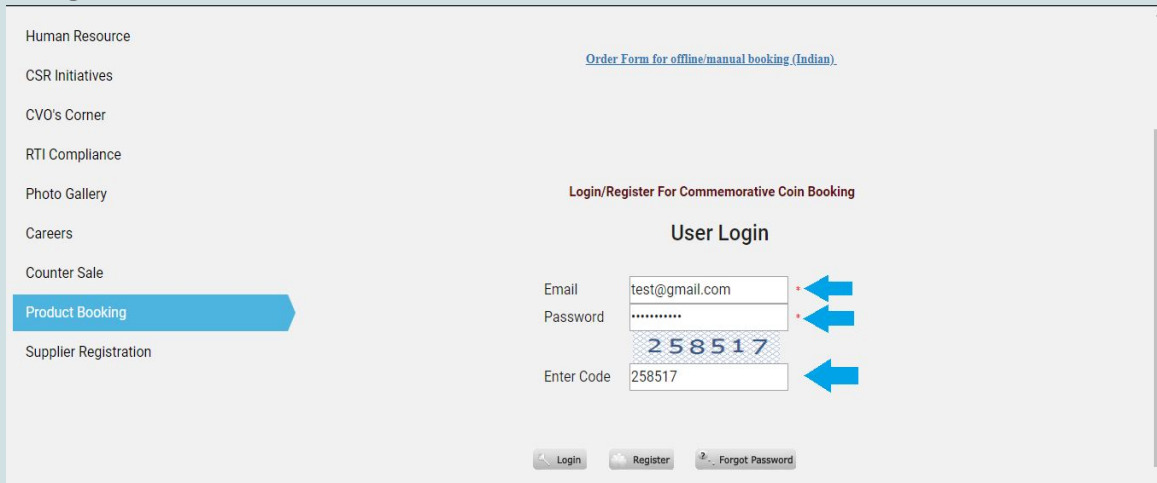 Human Resource
CSR Initiatives
CVO's Corner
RTI Compliance
Photo Gallery
Careers
Counter Sale
Product Booking
Supplier Registration
Order Form for offline/manual booking (Indian)
Login/Register For Commemorative Coin Booking
User Login
Email test@gmail.com *
Password ••••••••••• *
258517
Enter Code 258517
Login Register Forgot Password